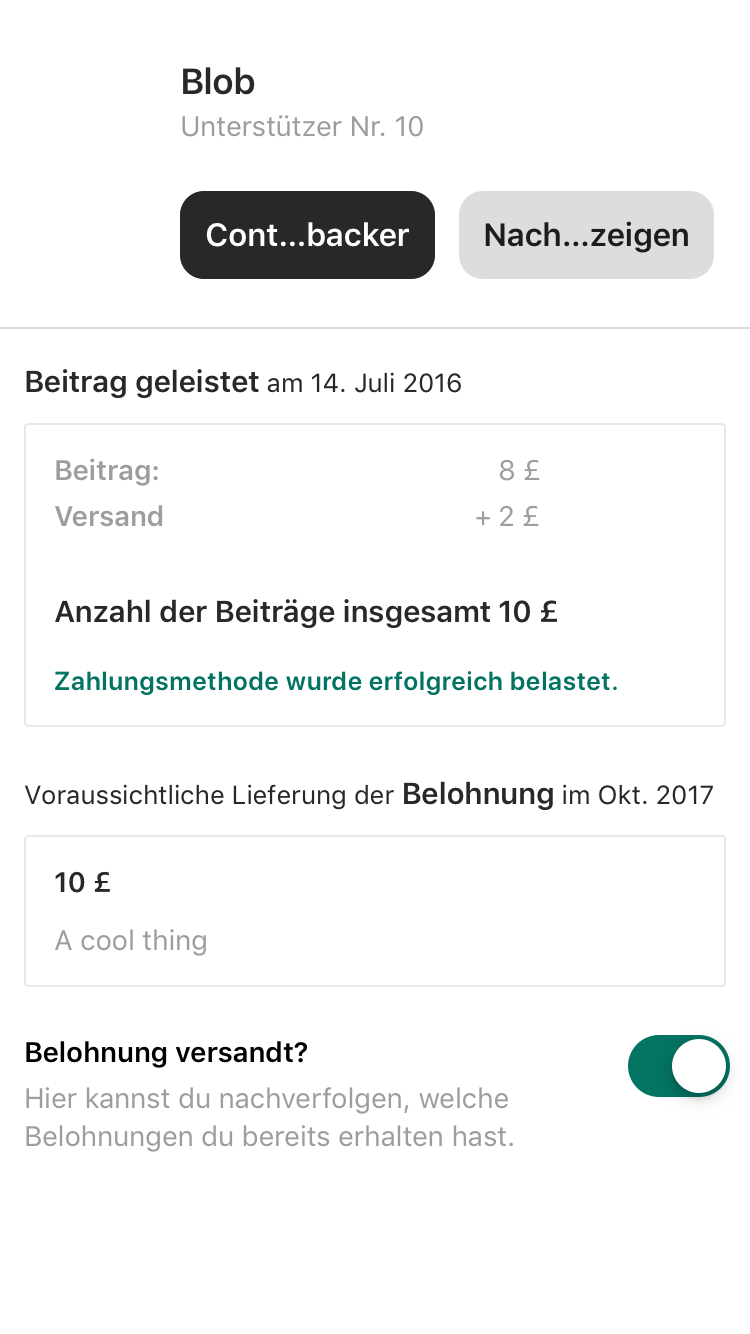 Blob
Unterstützer Nr. 10
Cont...backer
Nach...zeigen
Beitrag geleistet am 14. Juli 2016
Beitrag: 8 £
Versand + 2 £
Anzahl der Beiträge insgesamt 10 £
Zahlungsmethode wurde erfolgreich belastet.
Voraussichtliche Lieferung der Belohnung im Okt. 2017
10 £
A cool thing
Belohnung versandt?
Hier kannst du nachverfolgen, welche
Belohnungen du bereits erhalten hast.